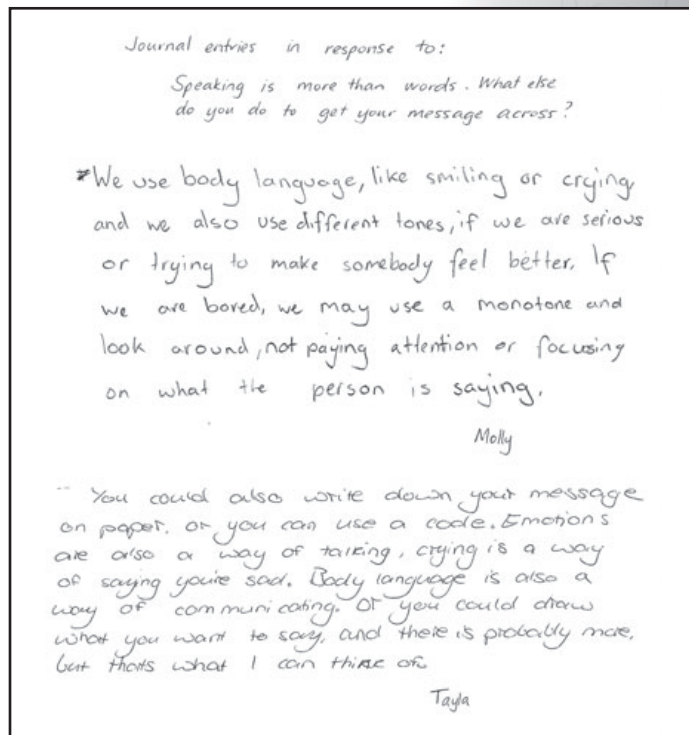 Journal entries in response to:
Speaking is more than words. What else
do you do to get your message across?
We use body language, like smiling or crying
and we also use different tones, if we are serious
or trying to make somebody feel better. If
we are bored, we may use a monotone and
look around, not paying attention or focusing
on what the person is saying.
Molly
You could also write down your message
on paper. or you can use a code. Emotions
are also a way of talking, crying is a way
of saying you're sad. Body language is also a
way of communicating. Or you could draw
what you want to say, and there is probably more,
but thats what I can think of.
Tayla